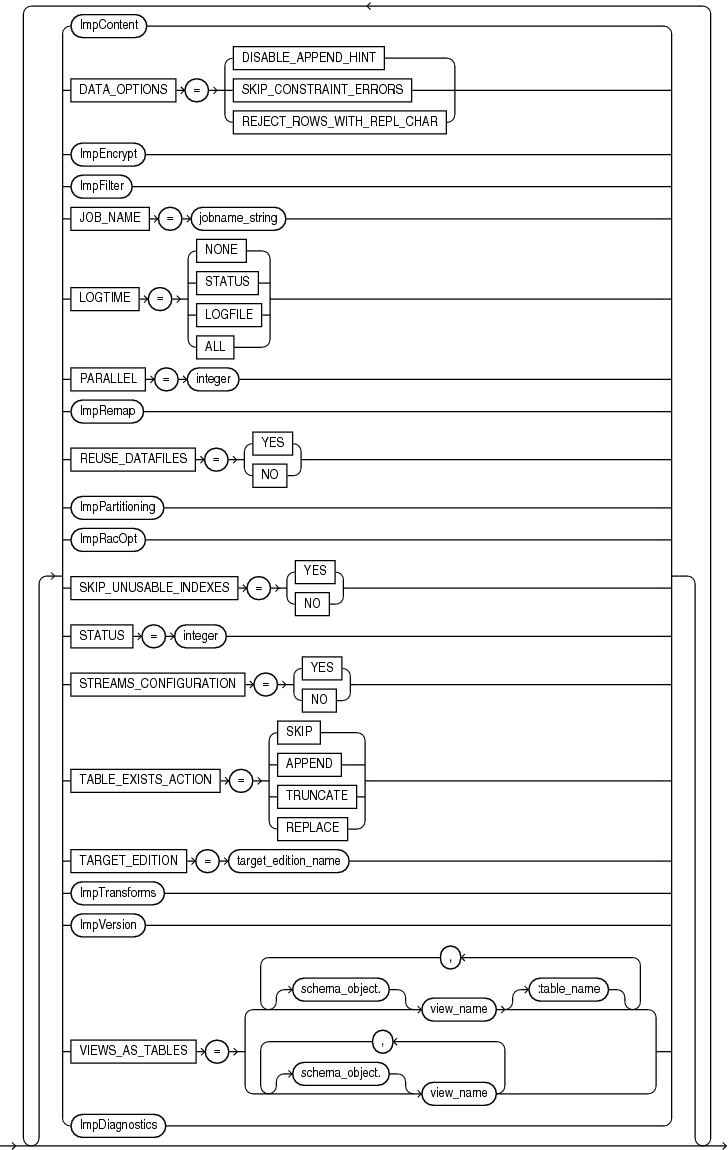 ImpContent
DISABLE_APPEND_HINT
DATA_OPTIONS = SKIP_CONSTRAINT_ERRORS
REJECT_ROWS_WITH_REPL_CHAR
ImpEncrypt
ImpFilter
JOB_NAME = jobname_string
NONE
STATUS
LOGTIME =
LOGFILE
ALL
PARALLEL = integer
ImpRemap
YES
REUSE_DATAFILES =
NO
ImpPartitioning
ImpRacOpt
YES
SKIP_UNUSABLE_INDEXES =
NO
STATUS = integer
YES
STREAMS_CONFIGURATION =
NO
SKIP
APPEND
TABLE_EXISTS_ACTION =
TRUNCATE
REPLACE
TARGET_EDITION = target_edition_name
ImpTransforms
ImpVersion
,
schema_object. :table_name
view_name
,
VIEWS_AS_TABLES =
schema_object.
view_name
ImpDiagnostics